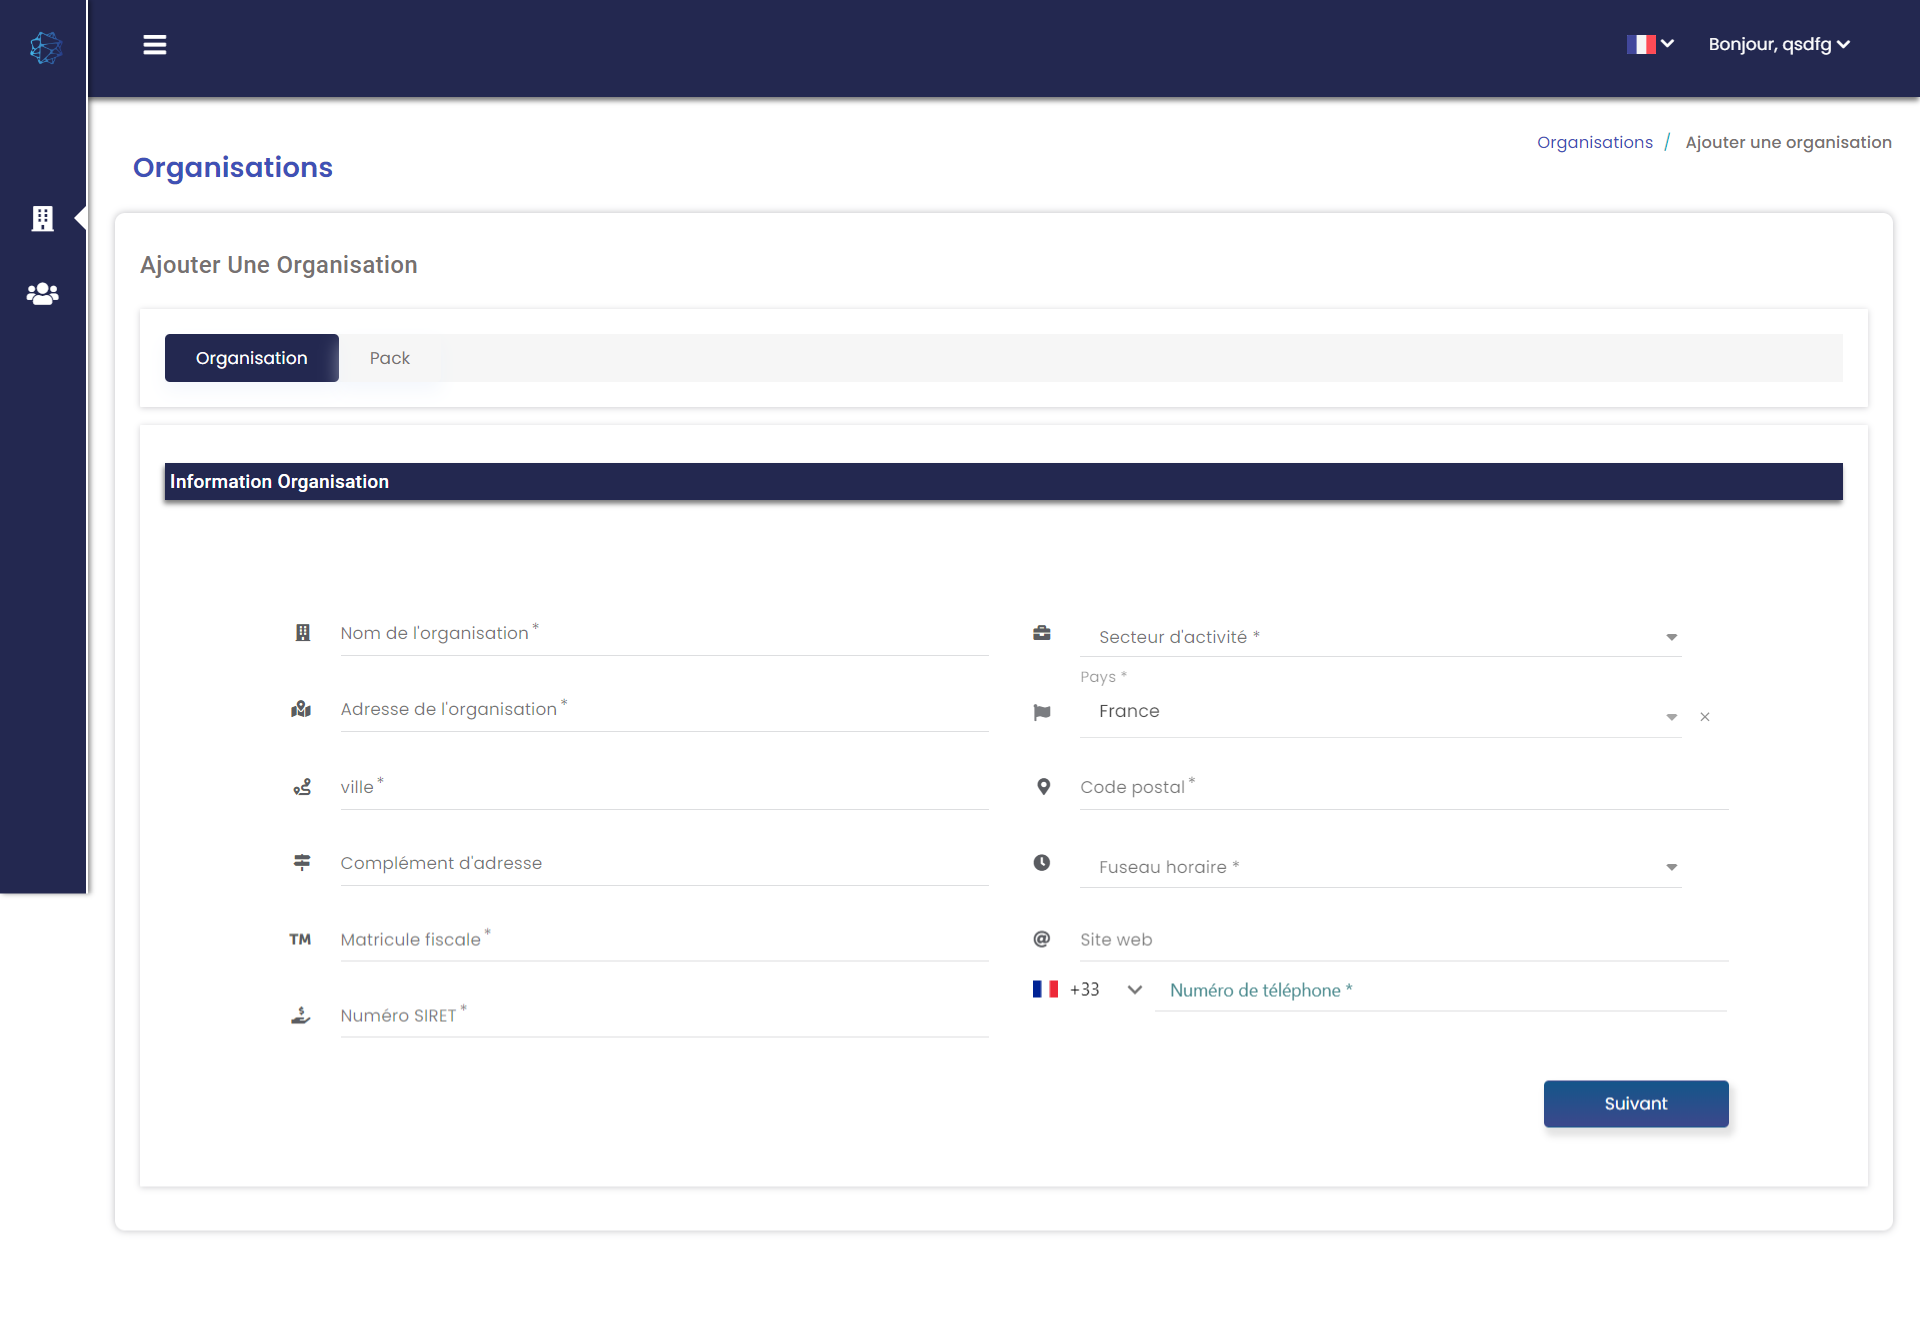 Bonjour, qsdfg
Organisations / Ajouter une organisation
Organisations
Ajouter Une Organisation
Organisation
Pack
Information Organisation
Nom de l'organisation *
Secteur d'activité *
Adresse de l'organisation *
Pays *
France
×
ville *
Code postal *
Complément d'adresse
Fuseau horaire *
TM Matricule fiscale *
@ Site web
Numéro SIRET *
+33
Numéro de téléphone *
Suivant